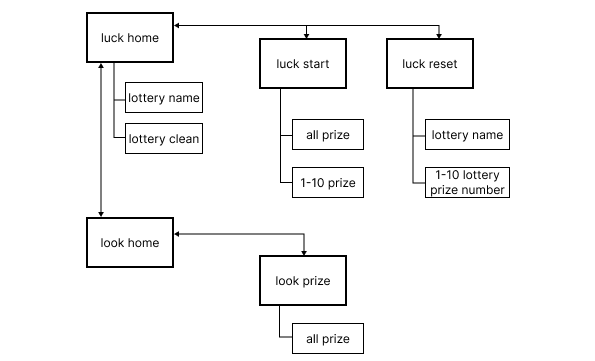 luck home
luck start
luck reset
lottery name
lottery clean
all prize
lottery name
1-10 prize
1-10 lottery
prize number
look home
look prize
all prize